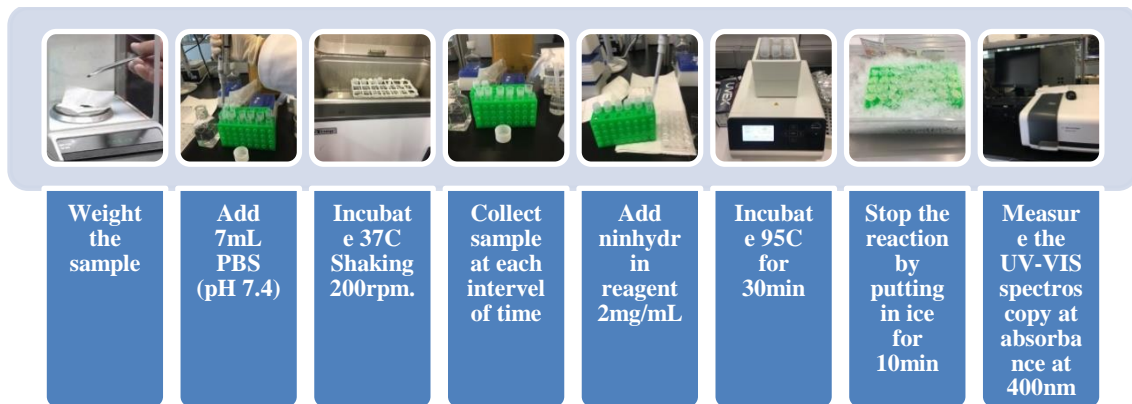 Weight
the
sample
Add
7mL
PBS
(pH 7.4)
Incubat
e 37C
Shaking
200rpm.
Collect
sample
at each
intervel
of time
Add
ninhydr
in
reagent
2mg/mL
Incubat
e 95C
for
30min
Stop the
reaction
by
putting
in ice
for
10min
Measur
e the
UV-VIS
spectros
copy at
absorba
nce at
400nm